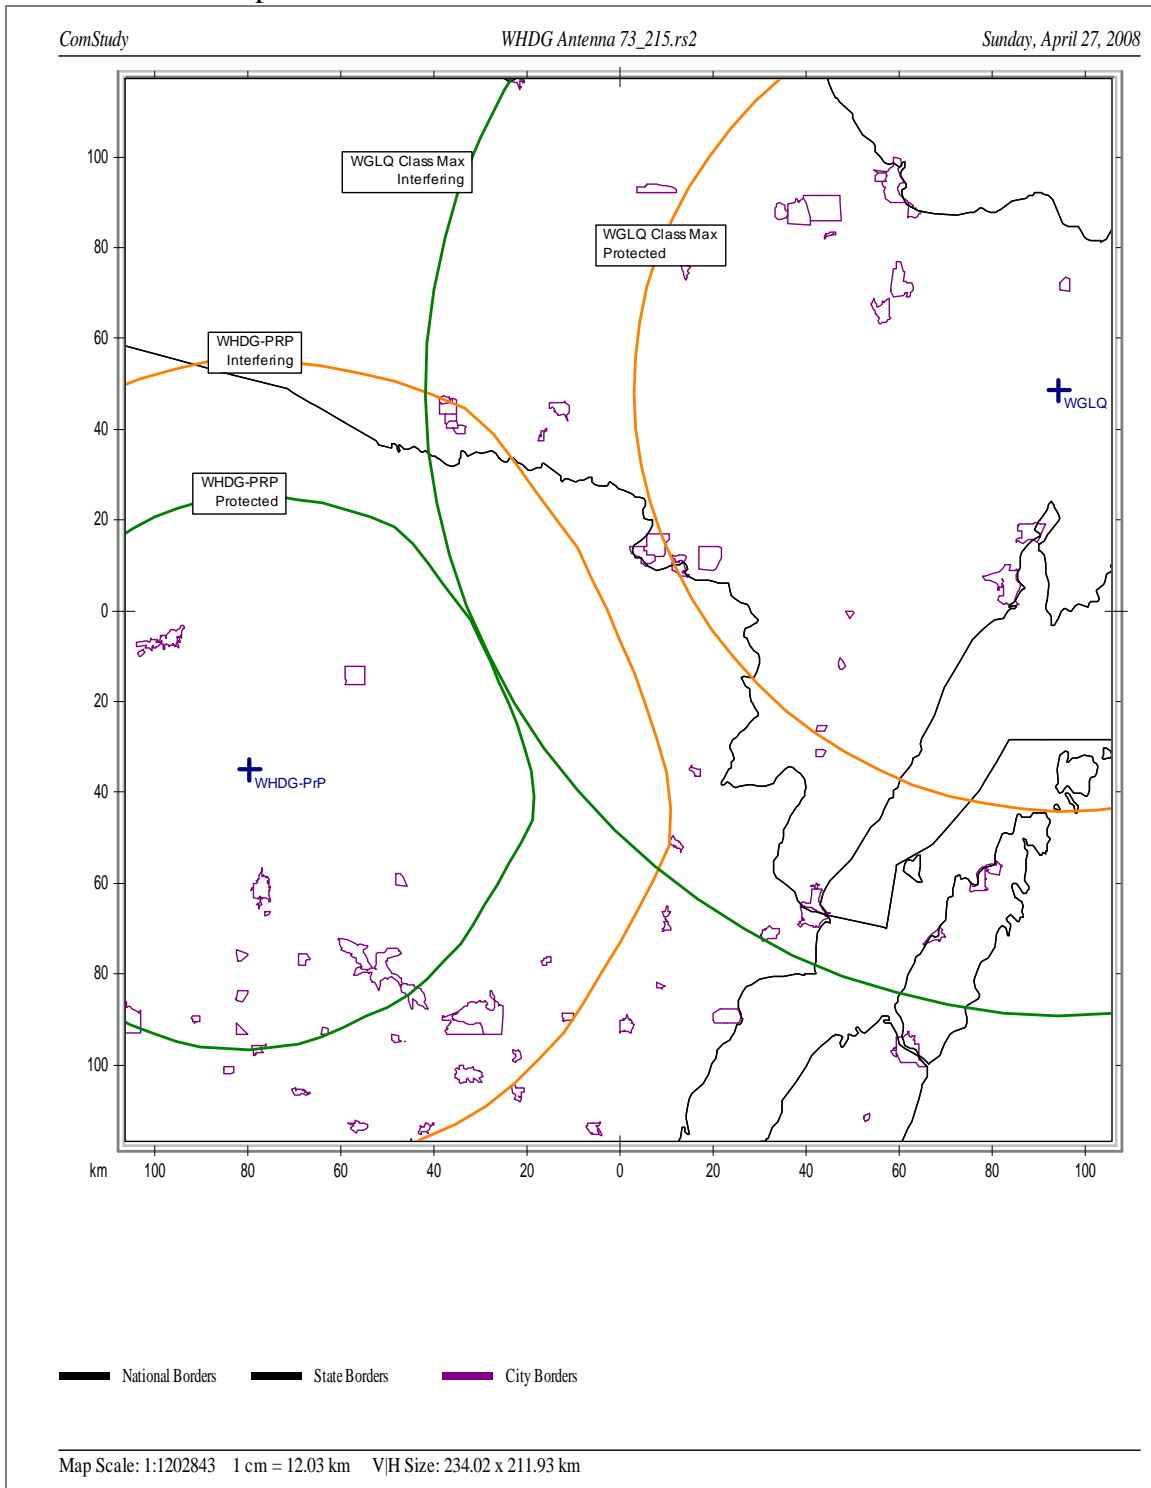 ComStudy WHDG Antenna 73_215.rs2 Sunday, April 27, 2008
WGLQ Class Max
Interfering
WGLQ Class Max
Protected
WHDG-PRP
Interfering
WGLQ
WHDG-PRP
Protected
WHDG-PrP
100
80
60
40
20
0
20
40
60
80
100
km 100 80 60 40 20 0 20 40 60 80 100
National Borders State Borders City Borders
Map Scale: 1:1202843 1 cm = 12.03 km V|H Size: 234.02 x 211.93 km